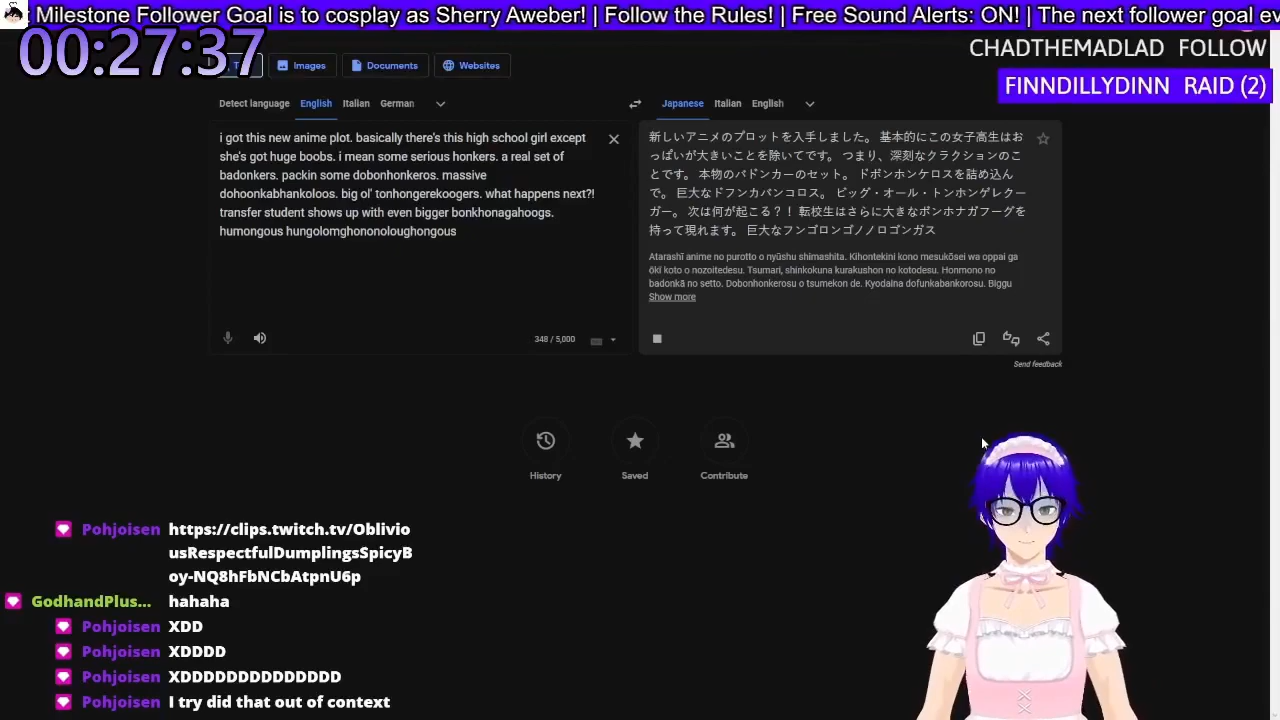 Milestone Follower Goal is to cosplay as Sherry Aweber! | Follow the Rules! | Free Sound Alerts: ON! | The next follower goal ev
00:27:37
CHADTHEMADLAD FOLLOW
FINNDILLYDINN RAID (2)
Images
Documents
Websites
Detect language English Italian German
Japanese Italian English
i got this new anime plot. basically there's this high school girl except
she's got huge boobs. i mean some serious honkers. a real set of
badonkers. packin some dobonhonkeros. massive
dohoonkabhankoloos. big ol' tonhongerekoogers. what happens next?!
transfer student shows up with even bigger bonkhonagahoogs.
humongous hungolomghononoloughongous
348 / 5,000
新しいアニメのプロットを入手しました。 基本的にこの女子高生はお
っぱいが大きいことを除いてです。 つまり、深刻なクラクションのこ
とです。 本物のバドンカーのセット。 ドボンホンケロスを詰め込ん
で。 巨大なドフンカバンコロス。 ビッグ・オール・トンホンゲレクー
ガー。 次は何が起こる？！ 転校生はさらに大きなボンホナガフーグを
持って現れます。 巨大なフンゴロンゴノノロゴンガス
Atarashī anime no purotto o nyūshu shimashita. Kihontekini kono mesukōsei wa oppai ga
ōkī koto o nozoitedesu. Tsumari, shinkokuna kurakushon no kotodesu. Honmono no
badonkā no setto. Dobonhonkerosu o tsumekon de. Kyodaina dofunkabankorosu. Biggu
Show more
Send feedback
History
Saved
Contribute
Pohjoisen https://clips.twitch.tv/Oblivio
usRespectfulDumplingsSpicyB
oy-NQ8hFbNCbAtpnU6p
GodhandPlus... hahaha
Pohjoisen XDD
Pohjoisen XDDDD
Pohjoisen XDDDDDDDDDDDDDD
Pohjoisen I try did that out of context